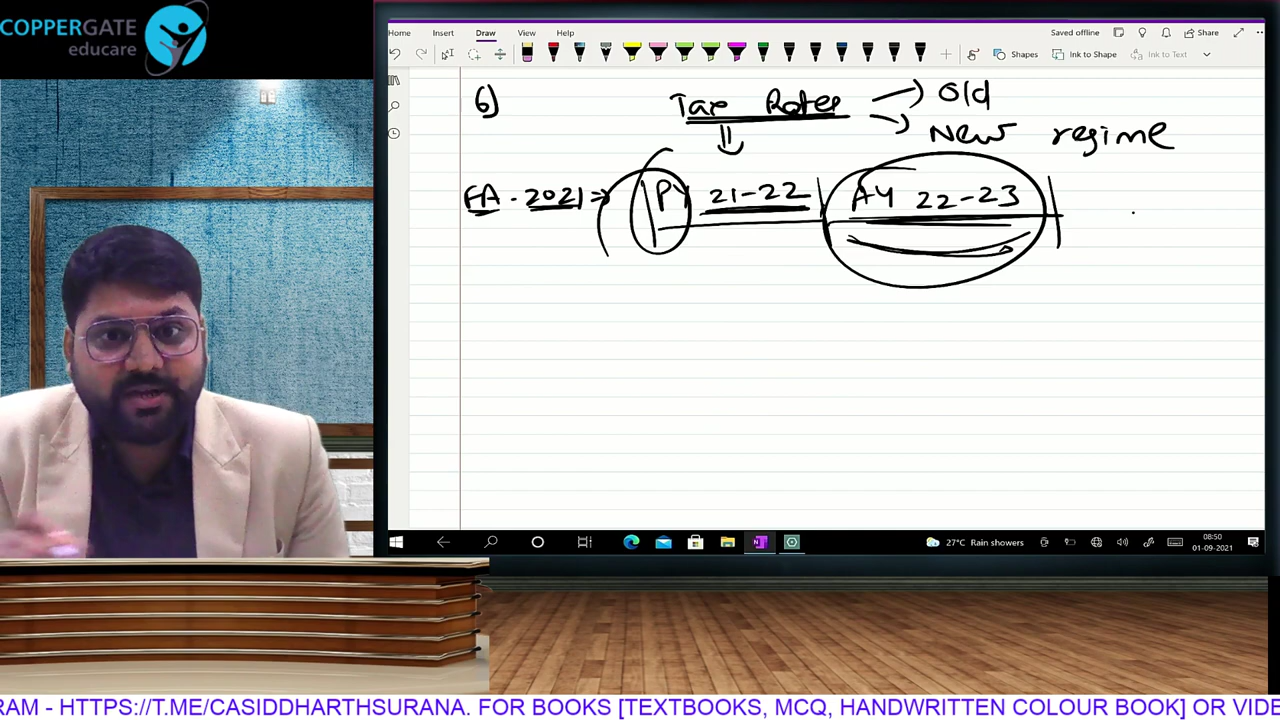 COPPERGATE
educare
Home Insert Draw View Help
Saved offline
Share
Shapes
Ink to Shape
Ink to Text
6) Tax Rates → Old
→ New regime
⇓
FA - 2021 ⇒ PY 21-22 AY 22-23
27°C Rain showers
08:50
01-09-2021
RAM - HTTPS://T.ME/CASIDDHARTHSURANA. FOR BOOKS [TEXTBOOKS, MCQ, HANDWRITTEN COLOUR BOOK] OR VIDE